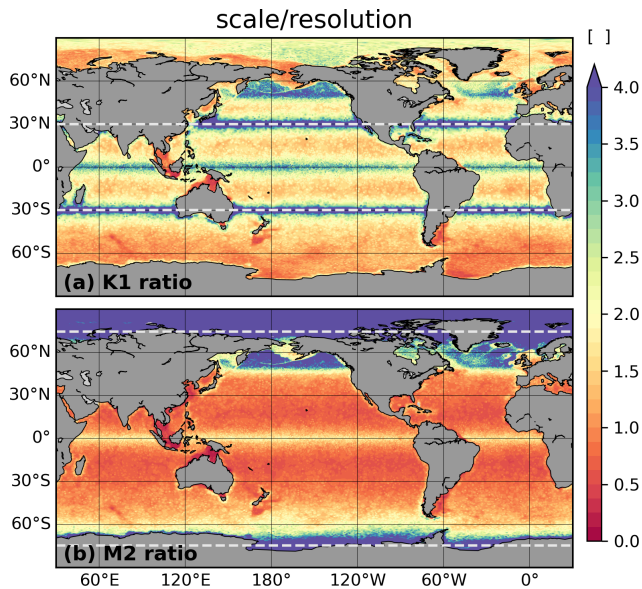 scale/resolution
[ ]
60°N
30°N
0°
30°S
60°S
(a) K1 ratio
60°N
30°N
0°
30°S
60°S
(b) M2 ratio
60°E 120°E 180° 120°W 60°W 0°
4.0
3.5
3.0
2.5
2.0
1.5
1.0
0.5
0.0